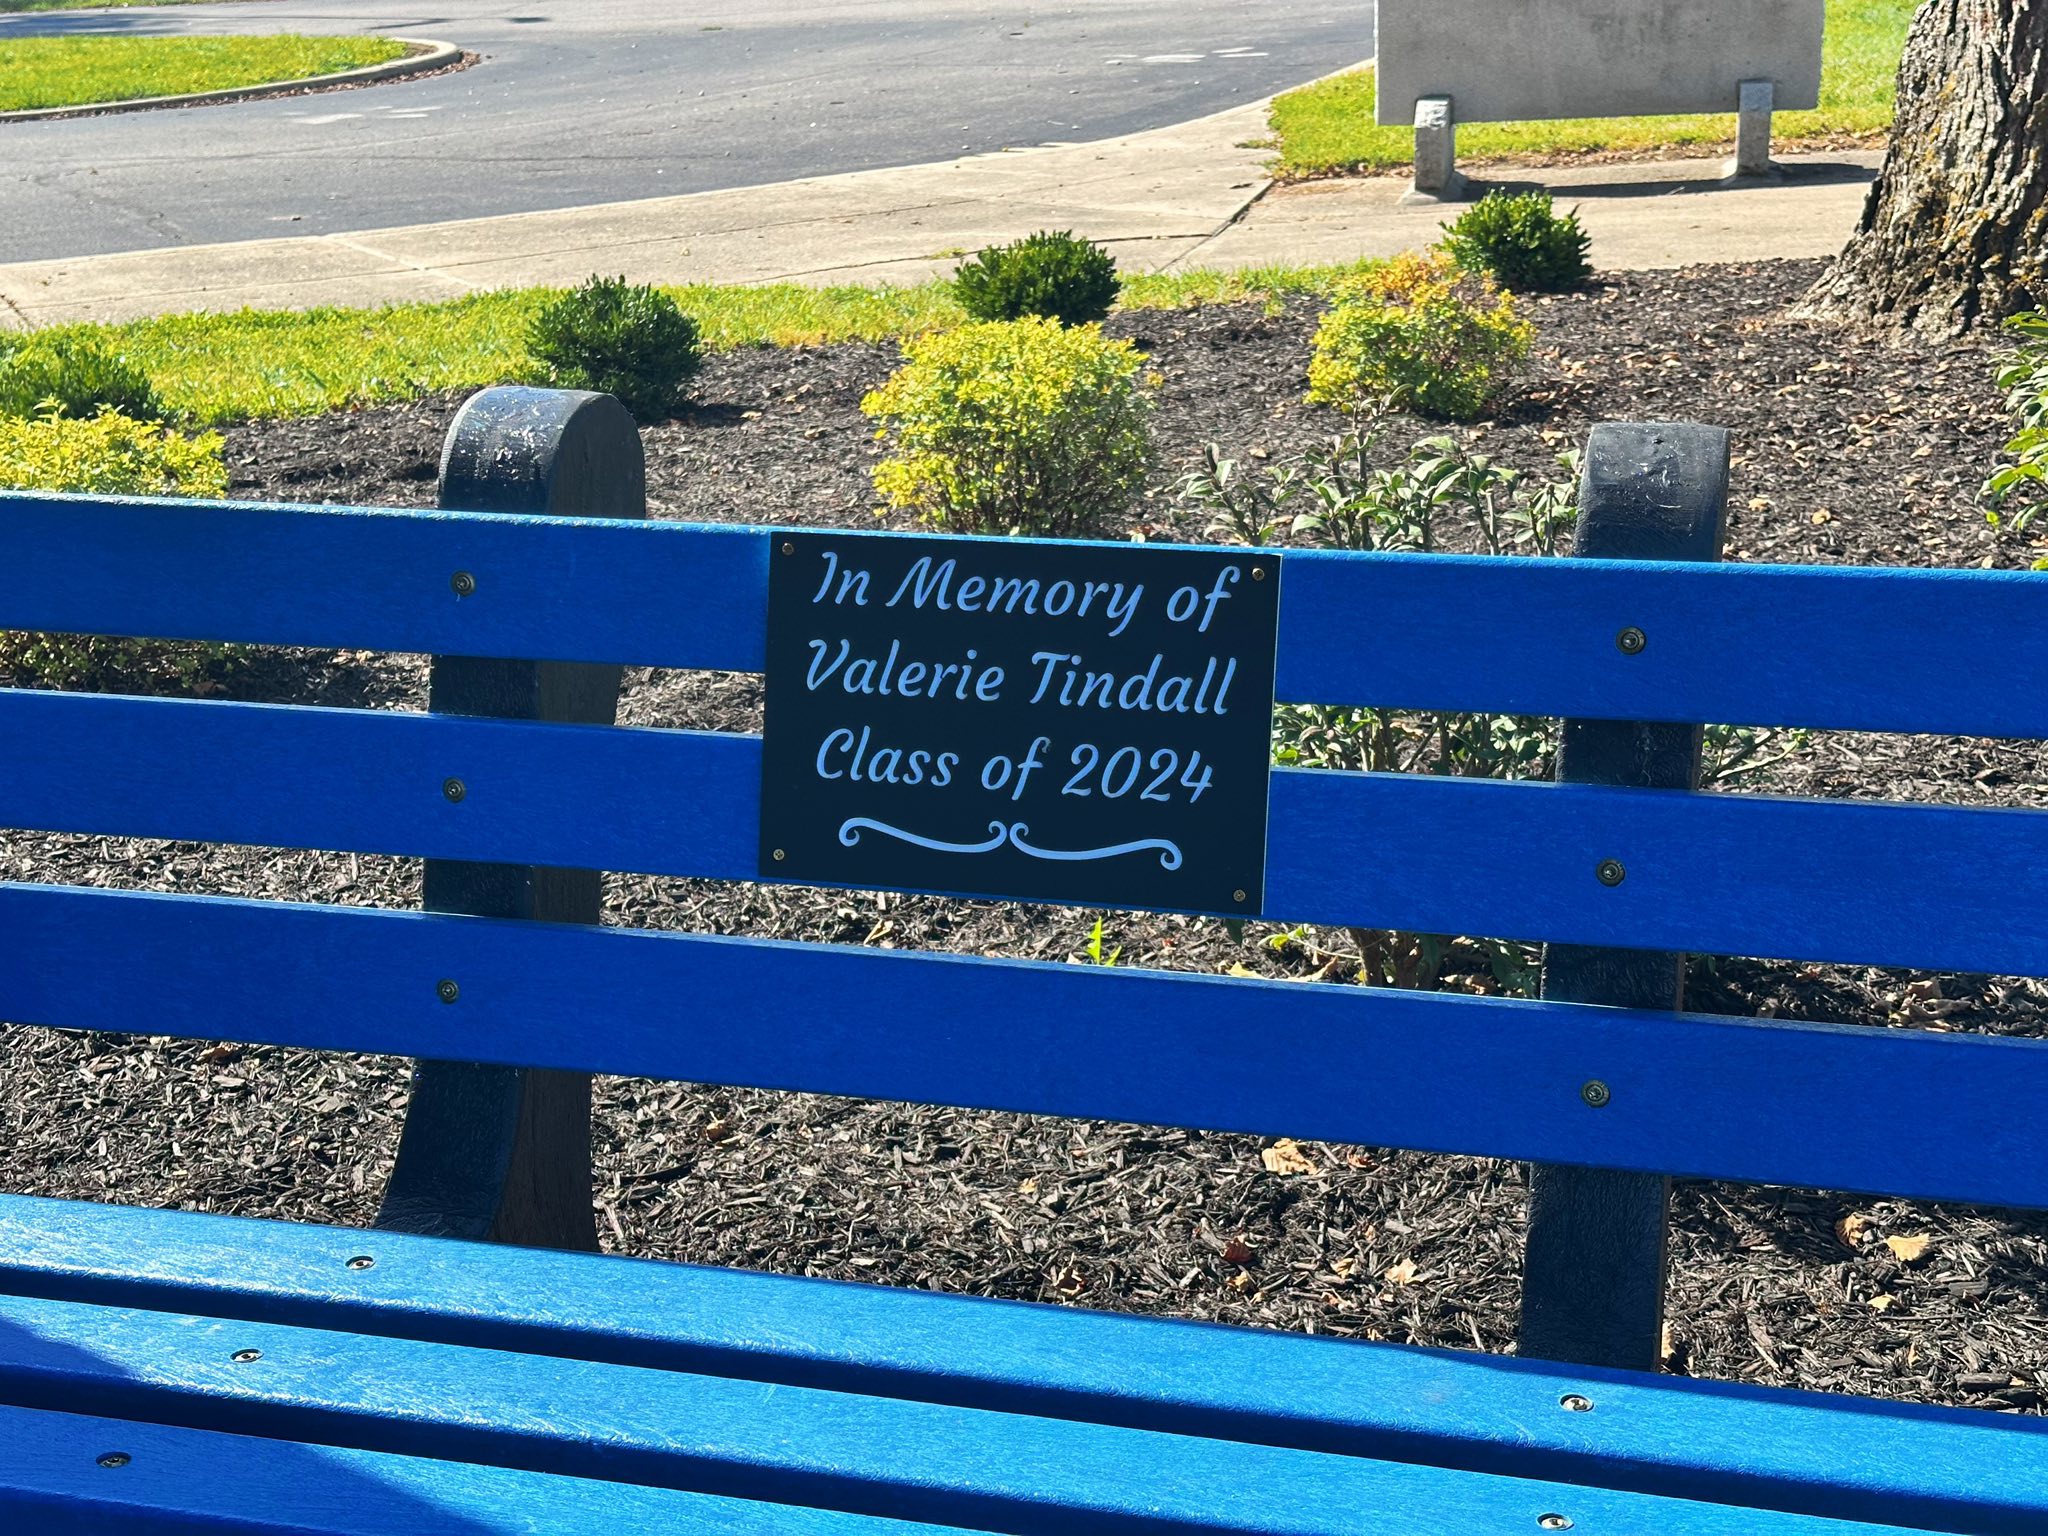 In Memory of
Valerie Tindall
Class of 2024